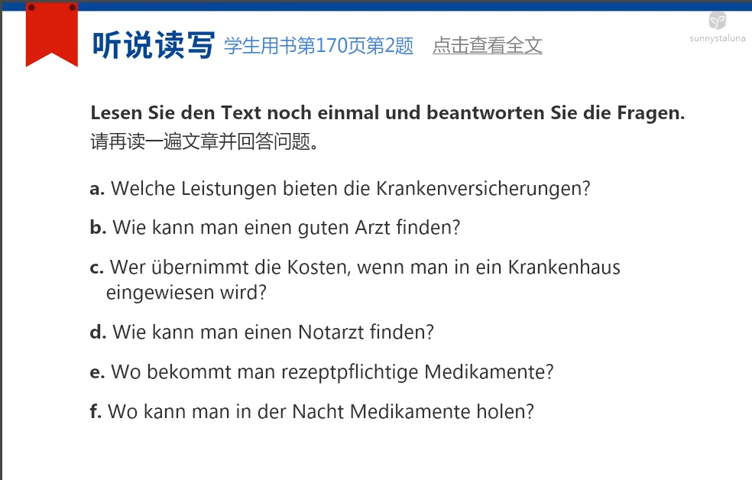 听说读写 学生用书第170页第2题 点击查看全文
sunnystaluna
Lesen Sie den Text noch einmal und beantworten Sie die Fragen.
请再读一遍文章并回答问题。
a. Welche Leistungen bieten die Krankenversicherungen?
b. Wie kann man einen guten Arzt finden?
c. Wer übernimmt die Kosten, wenn man in ein Krankenhaus
eingewiesen wird?
d. Wie kann man einen Notarzt finden?
e. Wo bekommt man rezeptpflichtige Medikamente?
f. Wo kann man in der Nacht Medikamente holen?